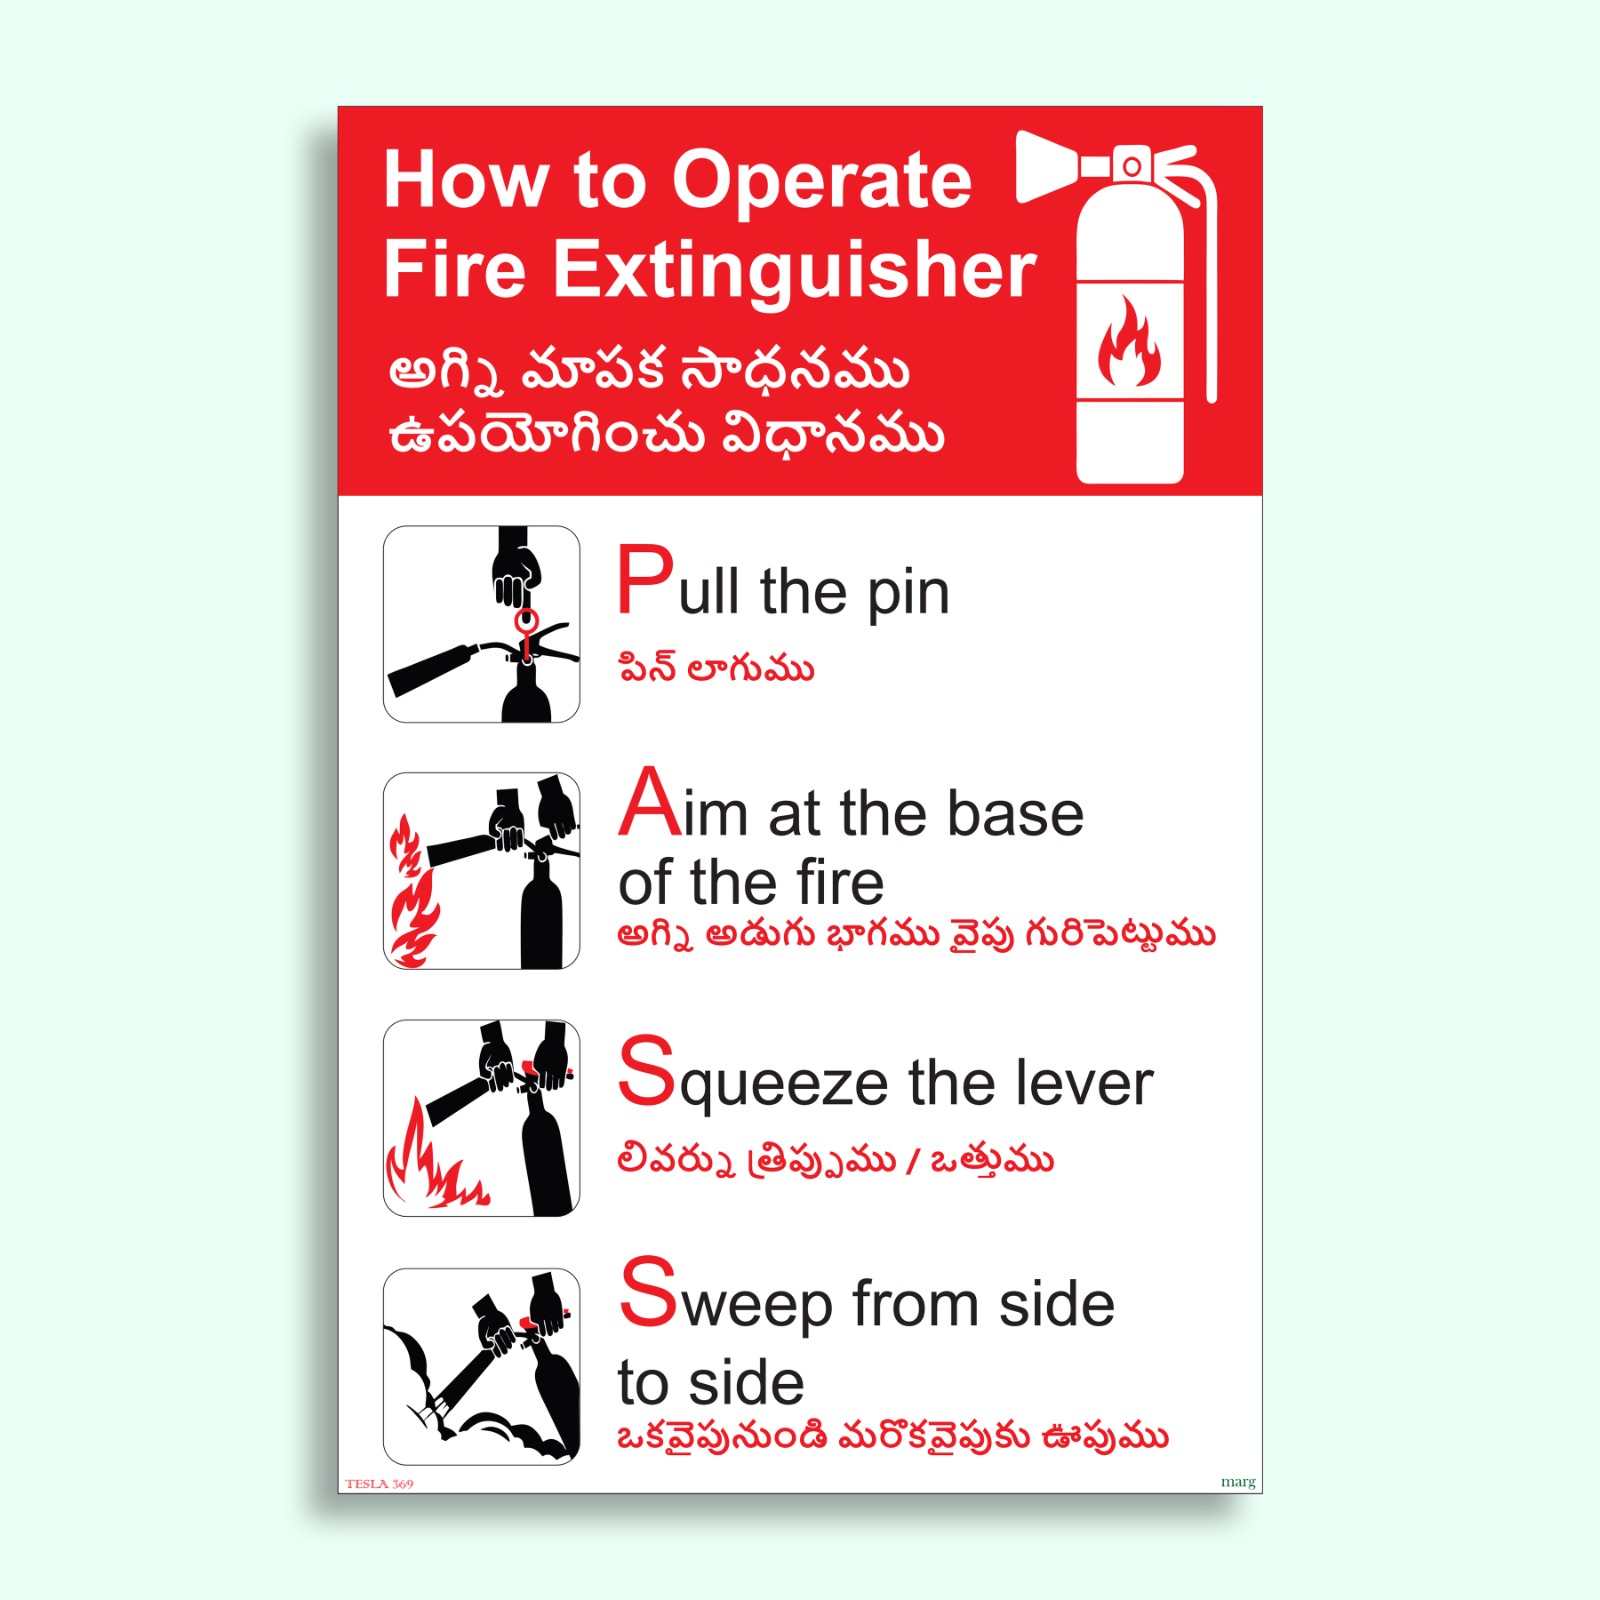 How to Operate
Fire Extinguisher
అగ్ని మాపక సాధనము
ఉపయోగించు విధానము
Pull the pin
పిన్ లాగుము
Aim at the base
of the fire
అగ్ని అడుగు భాగము వైపు గురిపెట్టుము
Squeeze the lever
లివర్ను త్రిప్పుము / ఒత్తుము
Sweep from side
to side
ఒకవైపునుండి మరొకవైపుకు ఊపుము
TESLA 369
marg